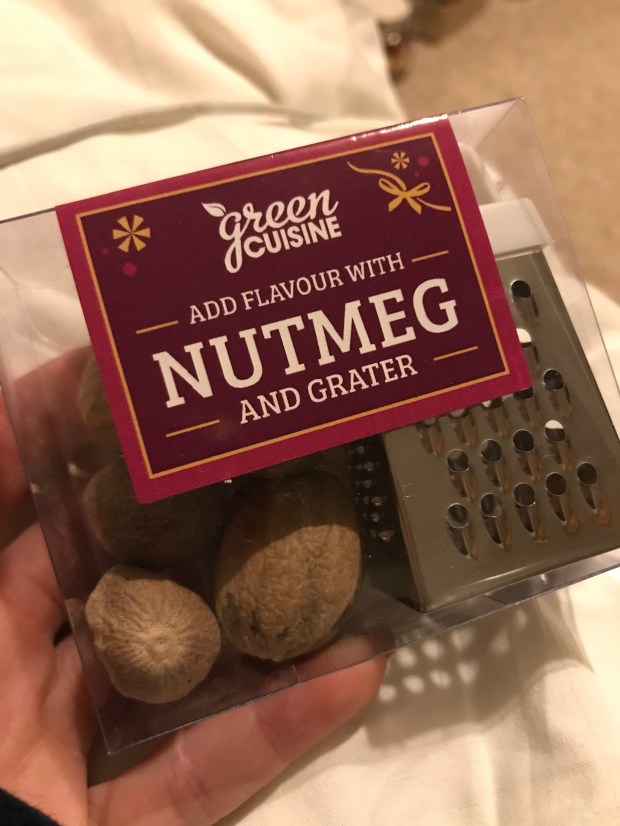 green
CUISINE
ADD FLAVOUR WITH
NUTMEG
AND GRATER